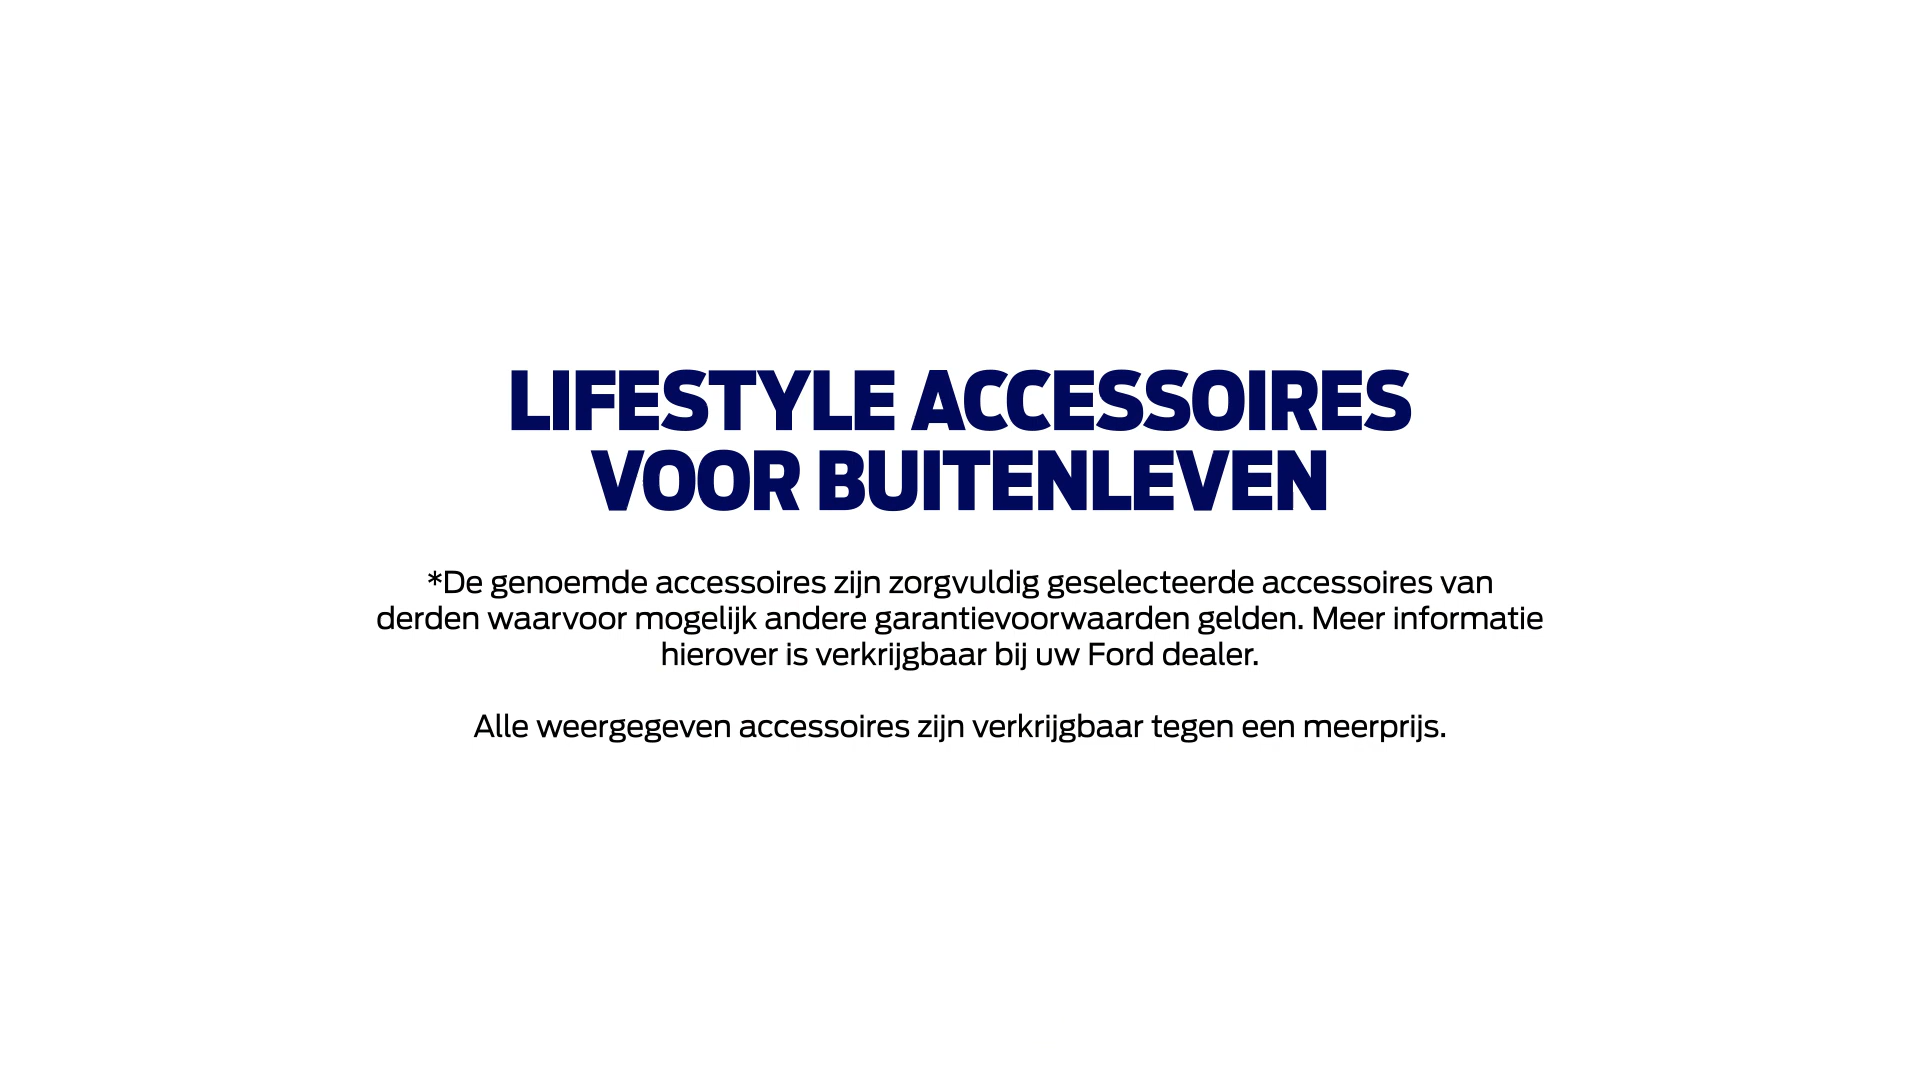 LIFESTYLE ACCESSOIRES
VOOR BUITENLEVEN
*De genoemde accessoires zijn zorgvuldig geselecteerde accessoires van
derden waarvoor mogelijk andere garantievoorwaarden gelden. Meer informatie
hierover is verkrijgbaar bij uw Ford dealer.
Alle weergegeven accessoires zijn verkrijgbaar tegen een meerprijs.